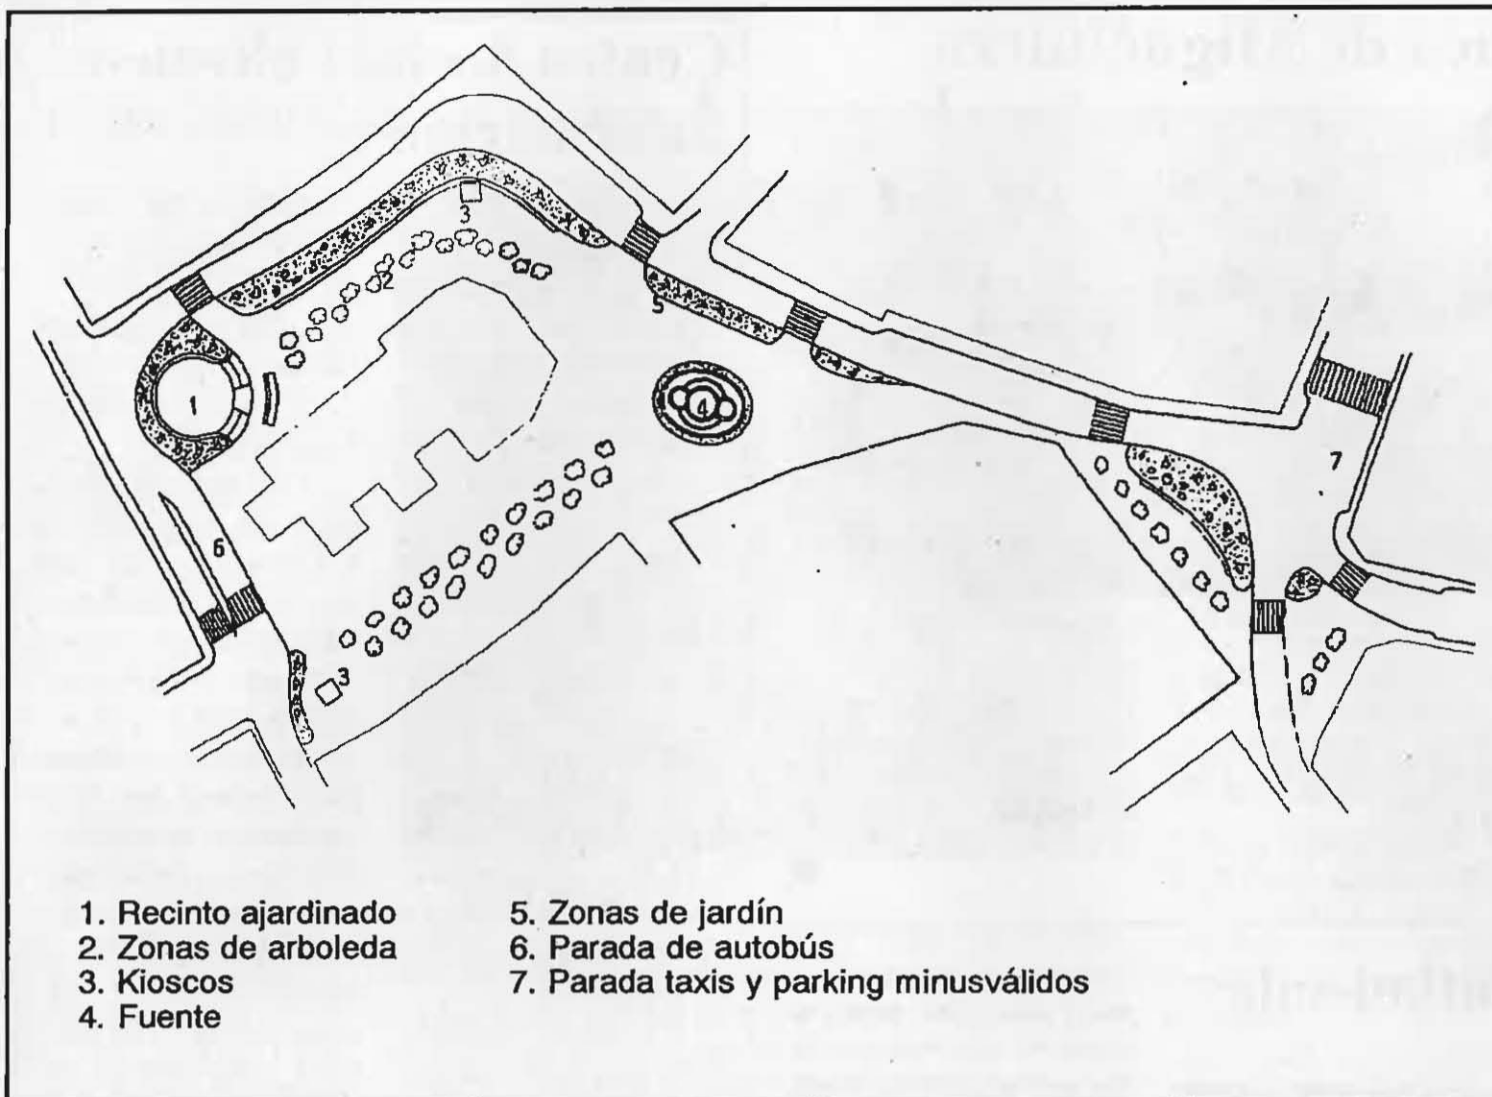 3
2
5
1
4
7
6
3
1. Recinto ajardinado
2. Zonas de arboleda
3. Kioscos
4. Fuente
5. Zonas de jardín
6. Parada de autobús
7. Parada taxis y parking minusválidos